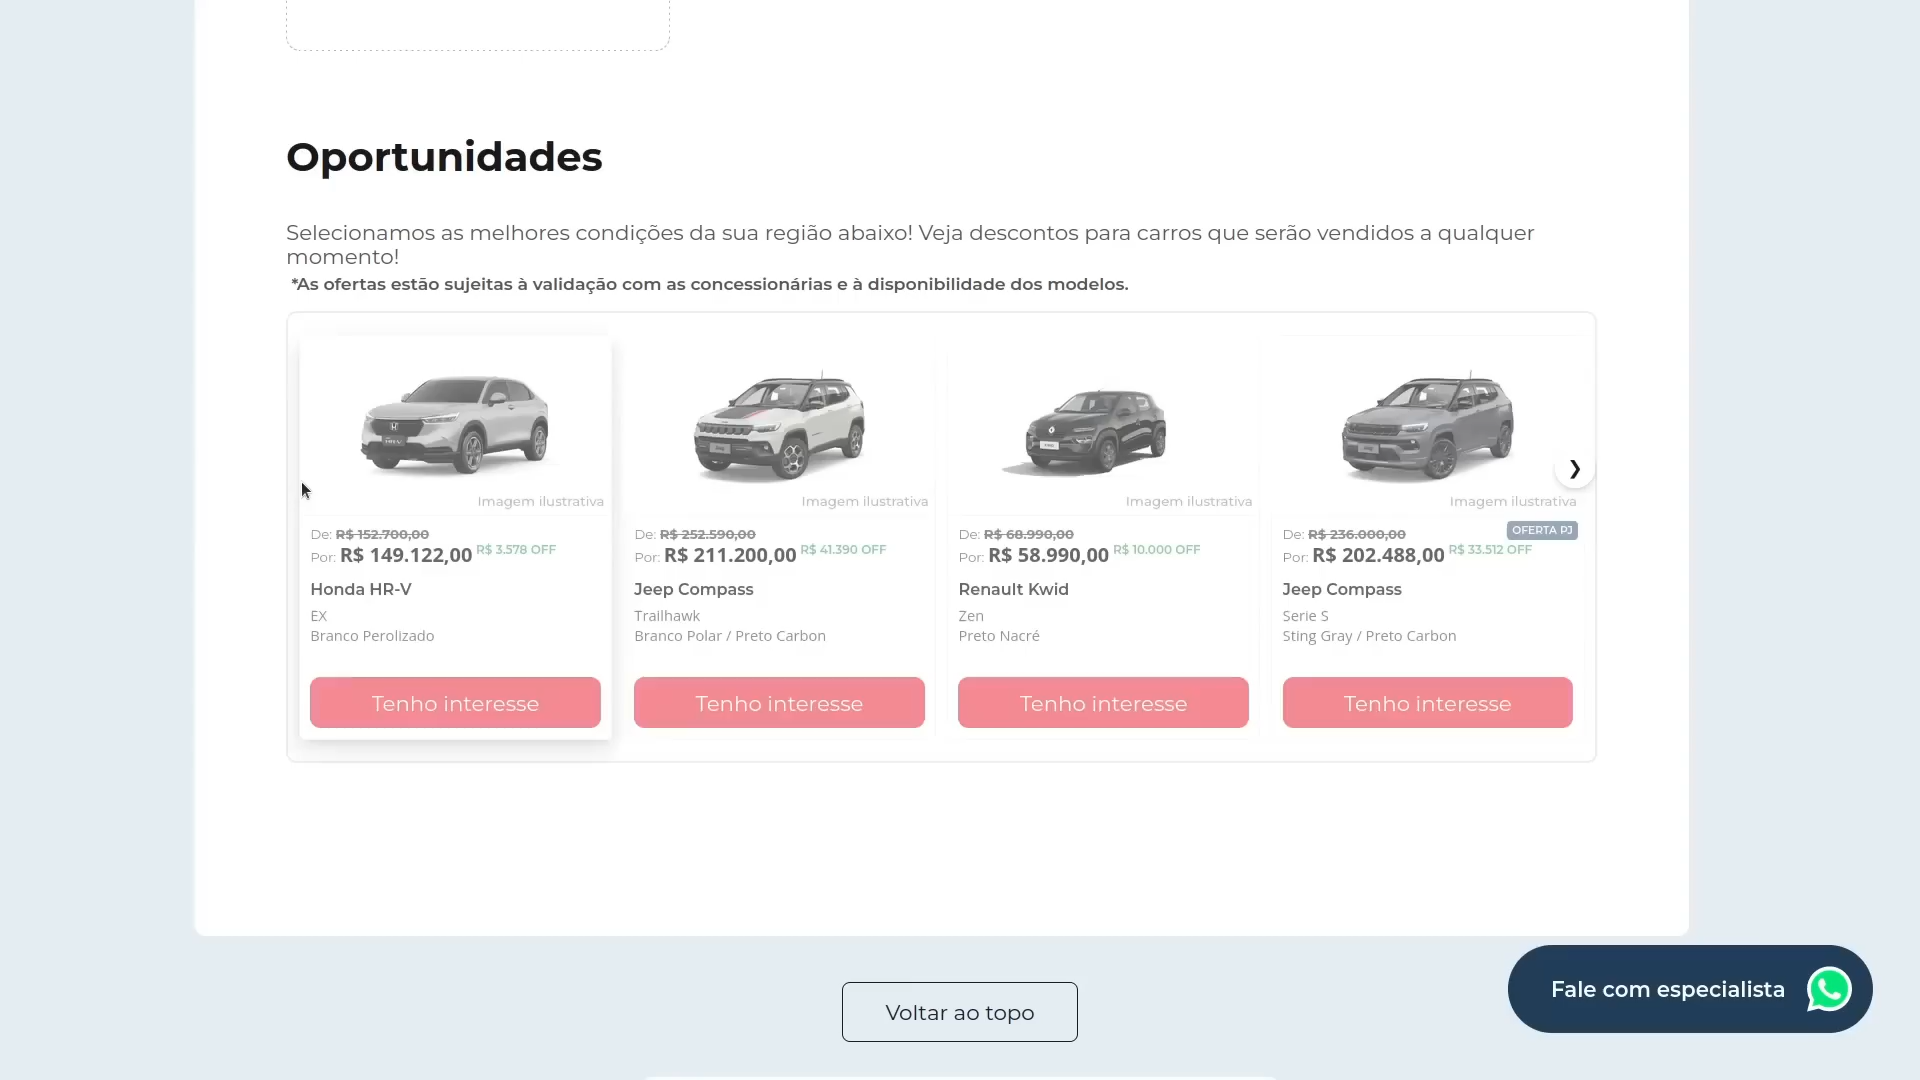 Oportunidades
Selecionamos as melhores condições da sua região abaixo! Veja descontos para carros que serão vendidos a qualquer
momento!
*As ofertas estão sujeitas à validação com as concessionárias e à disponibilidade dos modelos.
Imagem ilustrativa
De: R$ 152.700,00
Por: R$ 149.122,00 R$ 3.578 OFF
Honda HR-V
EX
Branco Perolizado
Tenho interesse
Imagem ilustrativa
De: R$ 252.590,00
Por: R$ 211.200,00 R$ 41.390 OFF
Jeep Compass
Trailhawk
Branco Polar / Preto Carbon
Tenho interesse
Imagem ilustrativa
De: R$ 68.990,00
Por: R$ 58.990,00 R$ 10.000 OFF
Renault Kwid
Zen
Preto Nacré
Tenho interesse
Imagem ilustrativa
OFERTA PJ
De: R$ 236.000,00
Por: R$ 202.488,00 R$ 33.512 OFF
Jeep Compass
Serie S
Sting Gray / Preto Carbon
Tenho interesse
Fale com especialista
Voltar ao topo